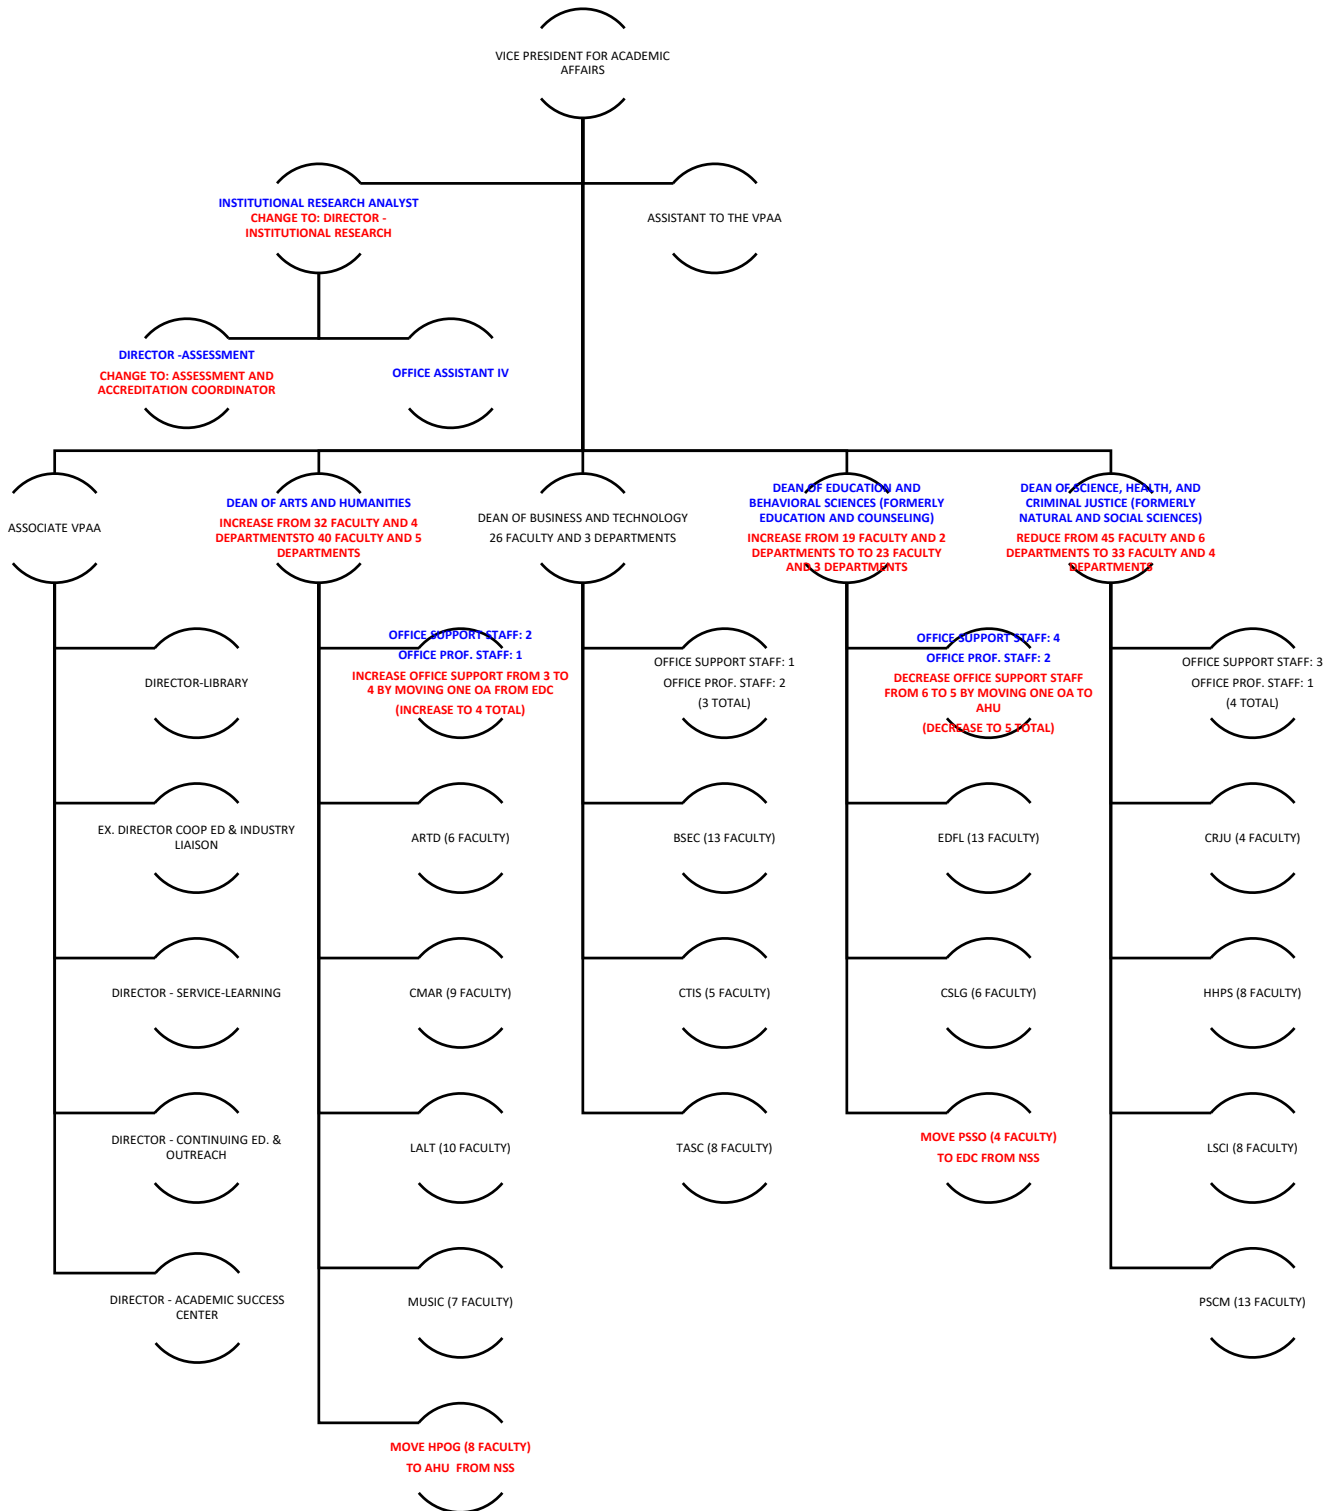 VICE PRESIDENT FOR ACADEMIC
AFFAIRS
INSTITUTIONAL RESEARCH ANALYST
CHANGE TO: DIRECTOR -
INSTITUTIONAL RESEARCH
ASSISTANT TO THE VPAA
DIRECTOR -ASSESSMENT
CHANGE TO: ASSESSMENT AND
ACCREDITATION COORDINATOR
OFFICE ASSISTANT IV
ASSOCIATE VPAA
DEAN OF ARTS AND HUMANITIES
INCREASE FROM 32 FACULTY AND 4
DEPARTMENTSTO 40 FACULTY AND 5
DEPARTMENTS
DEAN OF BUSINESS AND TECHNOLOGY
26 FACULTY AND 3 DEPARTMENTS
DEAN OF EDUCATION AND
BEHAVIORAL SCIENCES (FORMERLY
EDUCATION AND COUNSELING)
INCREASE FROM 19 FACULTY AND 2
DEPARTMENTS TO TO 23 FACULTY
AND 3 DEPARTMENTS
DEAN OF SCIENCE, HEALTH, AND
CRIMINAL JUSTICE (FORMERLY
NATURAL AND SOCIAL SCIENCES)
REDUCE FROM 45 FACULTY AND 6
DEPARTMENTS TO 33 FACULTY AND 4
DEPARTMENTS
DIRECTOR-LIBRARY
OFFICE SUPPORT STAFF: 2
OFFICE PROF. STAFF: 1
INCREASE OFFICE SUPPORT FROM 3 TO
4 BY MOVING ONE OA FROM EDC
(INCREASE TO 4 TOTAL)
OFFICE SUPPORT STAFF: 1
OFFICE PROF. STAFF: 2
(3 TOTAL)
OFFICE SUPPORT STAFF: 4
OFFICE PROF. STAFF: 2
DECREASE OFFICE SUPPORT STAFF
FROM 6 TO 5 BY MOVING ONE OA TO
AHU
(DECREASE TO 5 TOTAL)
OFFICE SUPPORT STAFF: 3
OFFICE PROF. STAFF: 1
(4 TOTAL)
EX. DIRECTOR COOP ED & INDUSTRY
LIAISON
ARTD (6 FACULTY)
BSEC (13 FACULTY)
EDFL (13 FACULTY)
CRJU (4 FACULTY)
DIRECTOR - SERVICE-LEARNING
CMAR (9 FACULTY)
CTIS (5 FACULTY)
CSLG (6 FACULTY)
HHPS (8 FACULTY)
DIRECTOR - CONTINUING ED. &
OUTREACH
LALT (10 FACULTY)
TASC (8 FACULTY)
MOVE PSSO (4 FACULTY)
TO EDC FROM NSS
LSCI (8 FACULTY)
DIRECTOR - ACADEMIC SUCCESS
CENTER
MUSIC (7 FACULTY)
PSCM (13 FACULTY)
MOVE HPOG (8 FACULTY)
TO AHU FROM NSS